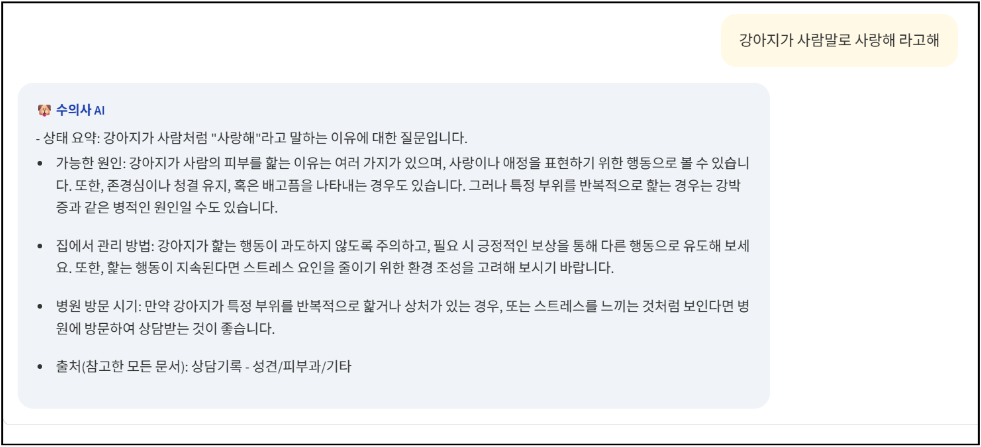 강아지가 사람말로 사랑해 라고해
수의사 AI
- 상태 요약: 강아지가 사람처럼 "사랑해"라고 말하는 이유에 대한 질문입니다.
• 가능한 원인: 강아지가 사람의 피부를 핥는 이유는 여러 가지가 있으며, 사랑이나 애정을 표현하기 위한 행동으로 볼 수 있습니
다. 또한, 존경심이나 청결 유지, 혹은 배고픔을 나타내는 경우도 있습니다. 그러나 특정 부위를 반복적으로 핥는 경우는 강박
증과 같은 병적인 원인일 수도 있습니다.
• 집에서 관리 방법: 강아지가 핥는 행동이 과도하지 않도록 주의하고, 필요 시 긍정적인 보상을 통해 다른 행동으로 유도해 보세
요. 또한, 핥는 행동이 지속된다면 스트레스 요인을 줄이기 위한 환경 조성을 고려해 보시기 바랍니다.
• 병원 방문 시기: 만약 강아지가 특정 부위를 반복적으로 핥거나 상처가 있는 경우, 또는 스트레스를 느끼는 것처럼 보인다면 병
원에 방문하여 상담받는 것이 좋습니다.
• 출처(참고한 모든 문서): 상담기록 - 성견/피부과/기타